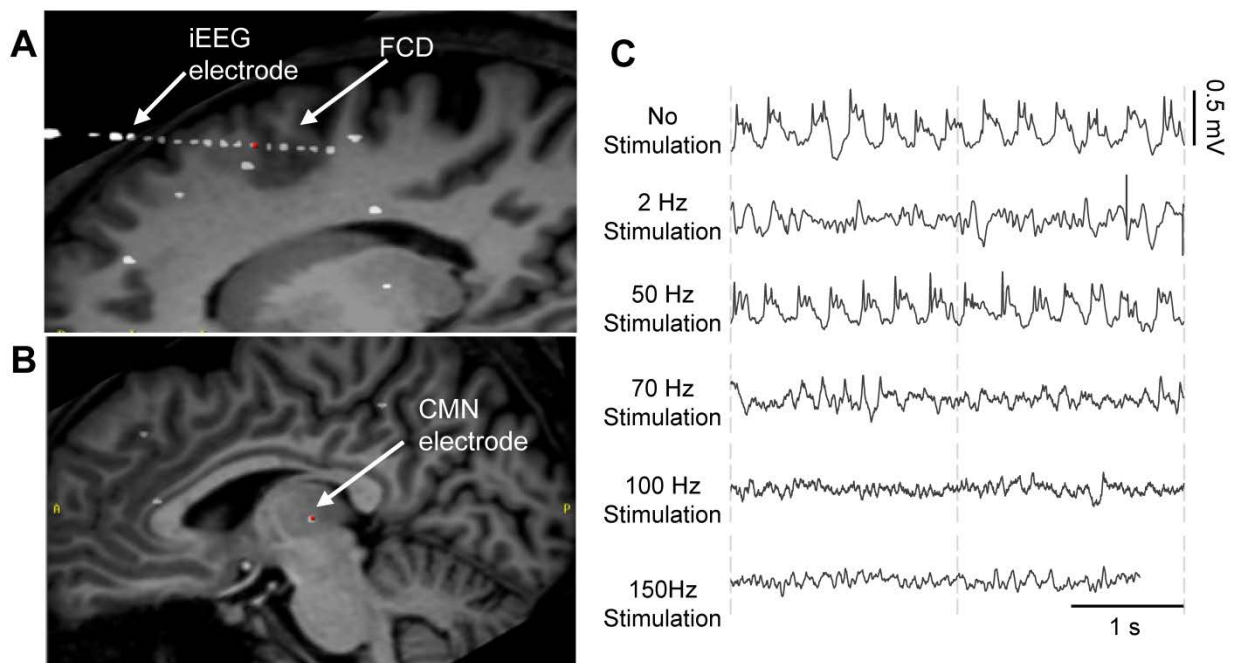 A
iEEG
electrode
FCD
B
CMN
electrode
A
P
C
No
Stimulation
0.5 mV
2 Hz
Stimulation
50 Hz
Stimulation
70 Hz
Stimulation
100 Hz
Stimulation
150Hz
Stimulation
1 s